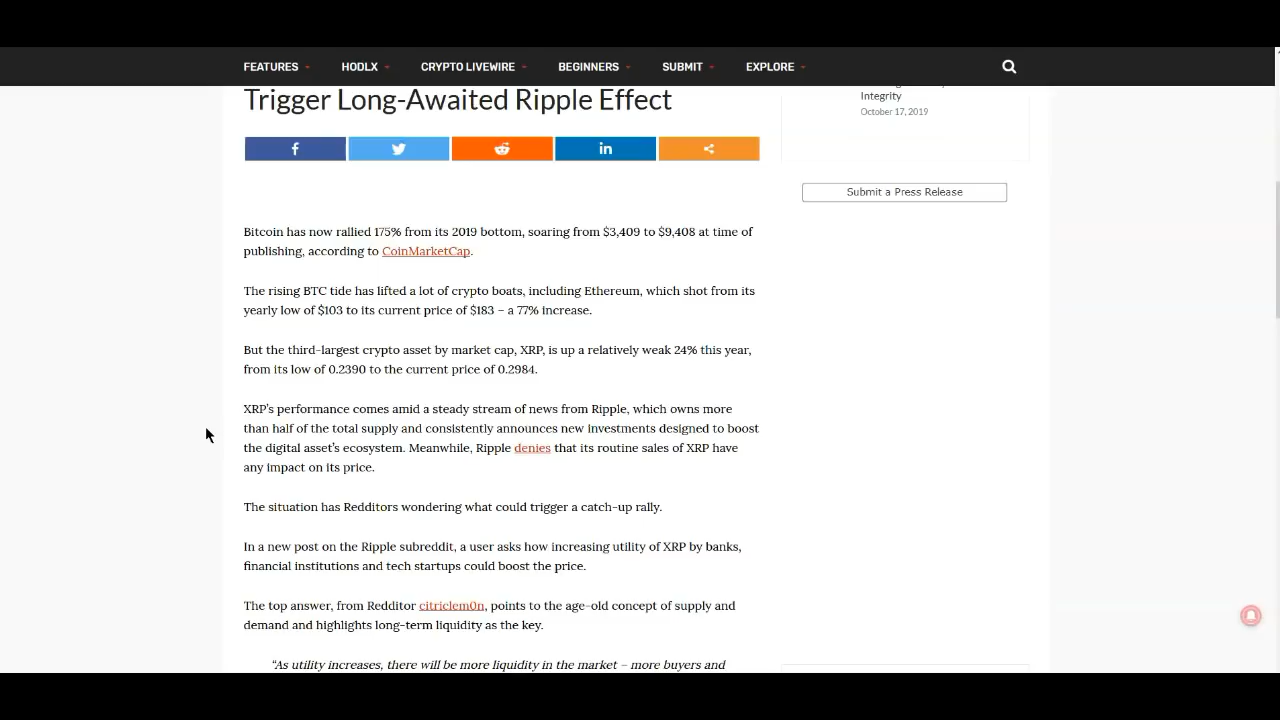 FEATURES HODLX CRYPTO LIVEWIRE BEGINNERS SUBMIT EXPLORE
Trigger Long-Awaited Ripple Effect
Integrity
October 17, 2019
Submit a Press Release
Bitcoin has now rallied 175% from its 2019 bottom, soaring from $3,409 to $9,408 at time of
publishing, according to CoinMarketCap.
The rising BTC tide has lifted a lot of crypto boats, including Ethereum, which shot from its
yearly low of $103 to its current price of $183 – a 77% increase.
But the third-largest crypto asset by market cap, XRP, is up a relatively weak 24% this year,
from its low of 0.2390 to the current price of 0.2984.
XRP's performance comes amid a steady stream of news from Ripple, which owns more
than half of the total supply and consistently announces new investments designed to boost
the digital asset's ecosystem. Meanwhile, Ripple denies that its routine sales of XRP have
any impact on its price.
The situation has Redditors wondering what could trigger a catch-up rally.
In a new post on the Ripple subreddit, a user asks how increasing utility of XRP by banks,
financial institutions and tech startups could boost the price.
The top answer, from Redditor citriclem0n, points to the age-old concept of supply and
demand and highlights long-term liquidity as the key.
“As utility increases, there will be more liquidity in the market – more buyers and